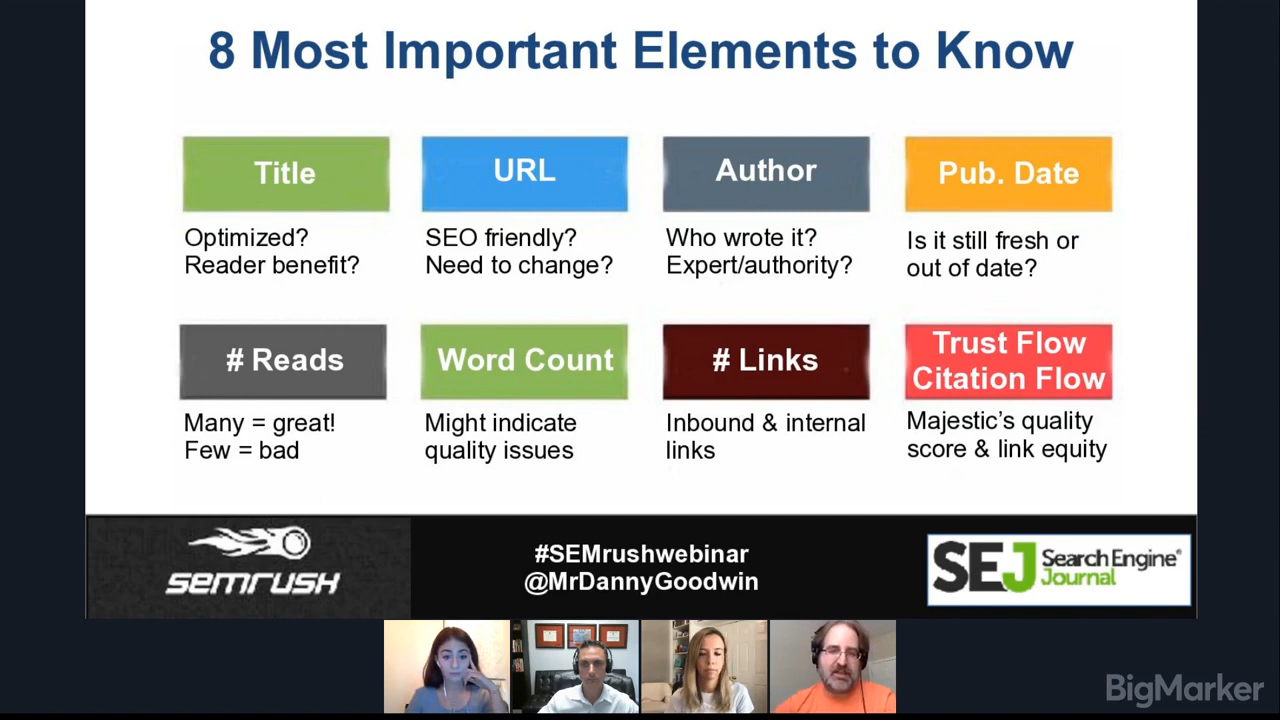 8 Most Important Elements to Know
Title
URL
Author
Pub. Date
Optimized?
Reader benefit?
SEO friendly?
Need to change?
Who wrote it?
Expert/authority?
Is it still fresh or
out of date?
# Reads
Word Count
# Links
Trust Flow
Citation Flow
Many = great!
Few = bad
Might indicate
quality issues
Inbound & internal
links
Majestic’s quality
score & link equity
semrush
#SEMrushwebinar
@MrDannyGoodwin
SEJ Search Engine®
Journal
BigMarker